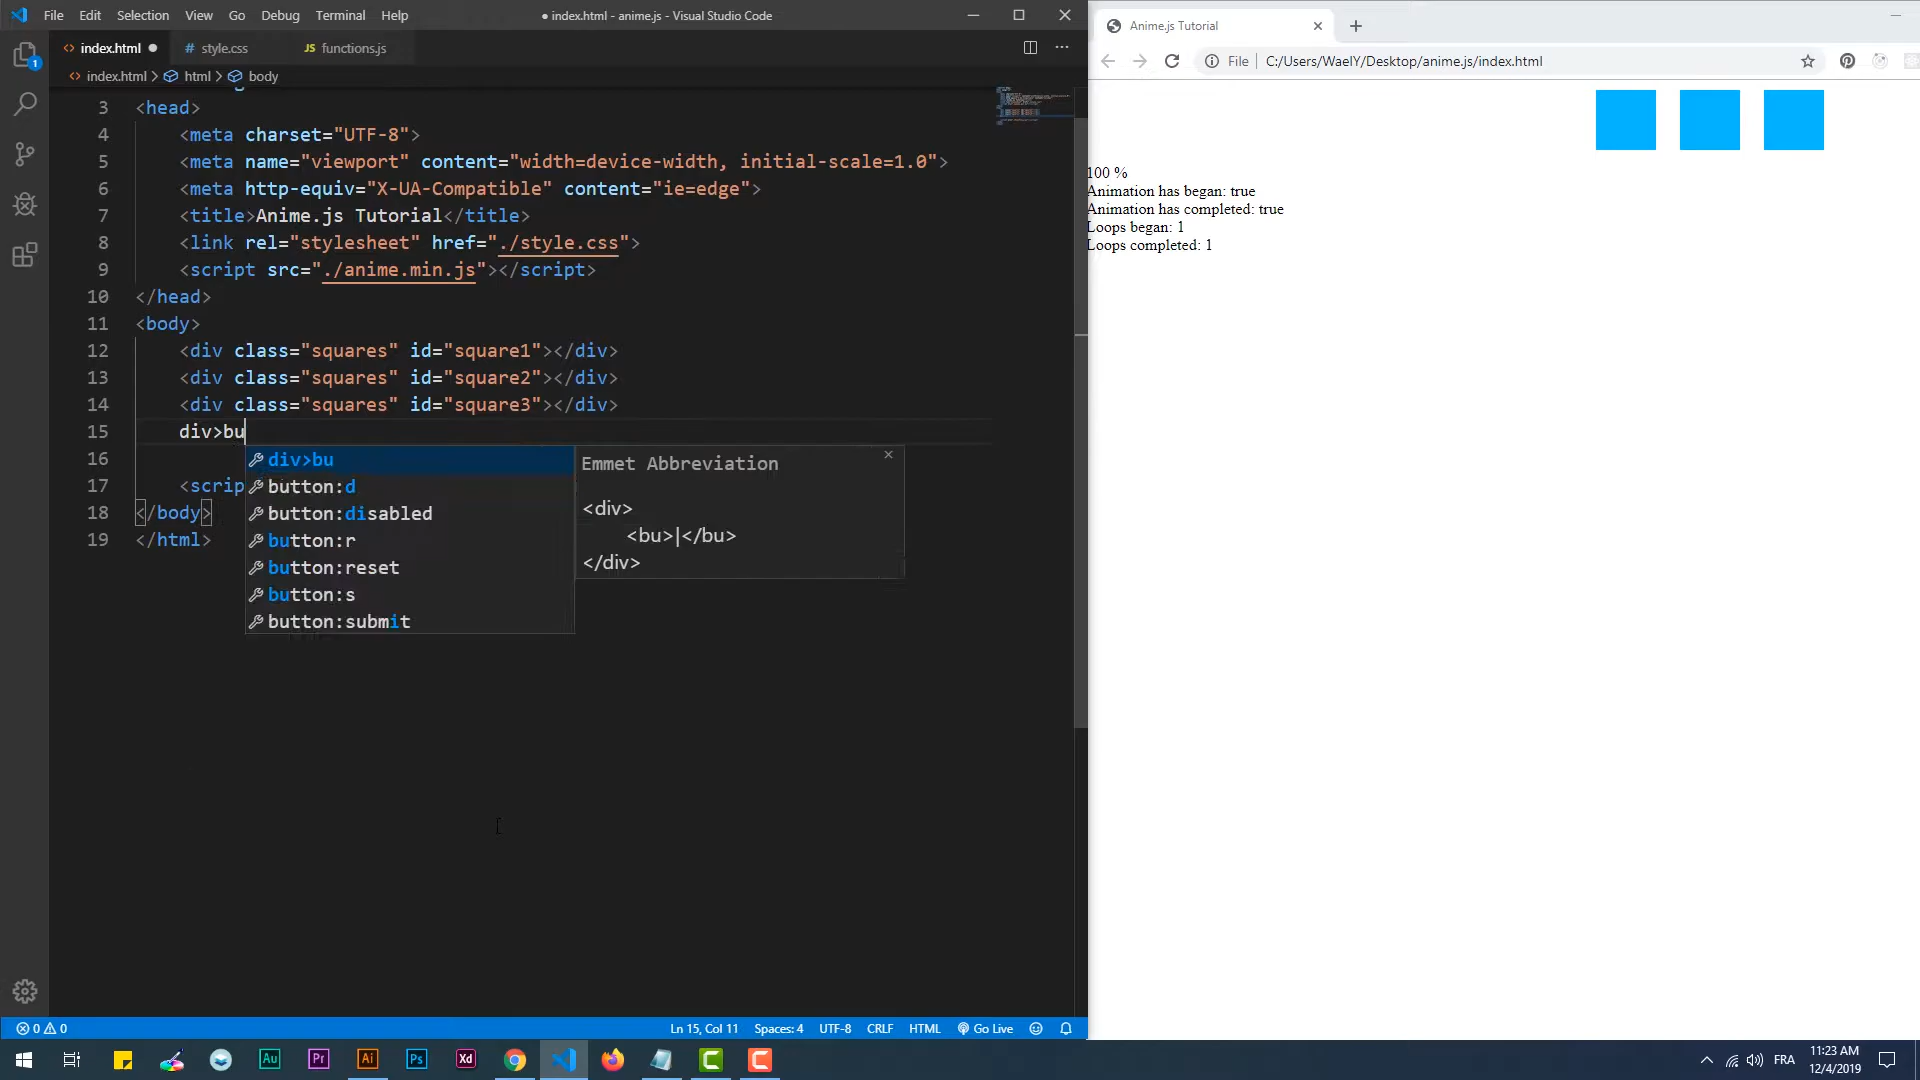 File Edit Selection View Go Debug Terminal Help
● index.html - anime.js - Visual Studio Code
index.html
style.css
functions.js
index.html > html > body
3 <head>
4 <meta charset="UTF-8">
5 <meta name="viewport" content="width=device-width, initial-scale=1.0">
6 <meta http-equiv="X-UA-Compatible" content="ie=edge">
7 <title>Anime.js Tutorial</title>
8 <link rel="stylesheet" href="./style.css">
9 <script src="./anime.min.js"></script>
10 </head>
11 <body>
12 <div class="squares" id="square1"></div>
13 <div class="squares" id="square2"></div>
14 <div class="squares" id="square3"></div>
15 div>bu
16
17 <scrip
18 </body>
19 </html>
div>bu
button:d
button:disabled
button:r
button:reset
button:s
button:submit
Emmet Abbreviation
<div>
<bu>|</bu>
</div>
1
0 0
Ln 15, Col 11 Spaces: 4 UTF-8 CRLF HTML Go Live
Anime.js Tutorial
File C:/Users/WaelY/Desktop/anime.js/index.html
100 %
Animation has began: true
Animation has completed: true
Loops began: 1
Loops completed: 1
Au Pr Ai Ps Xd
FRA
11:23 AM
12/4/2019